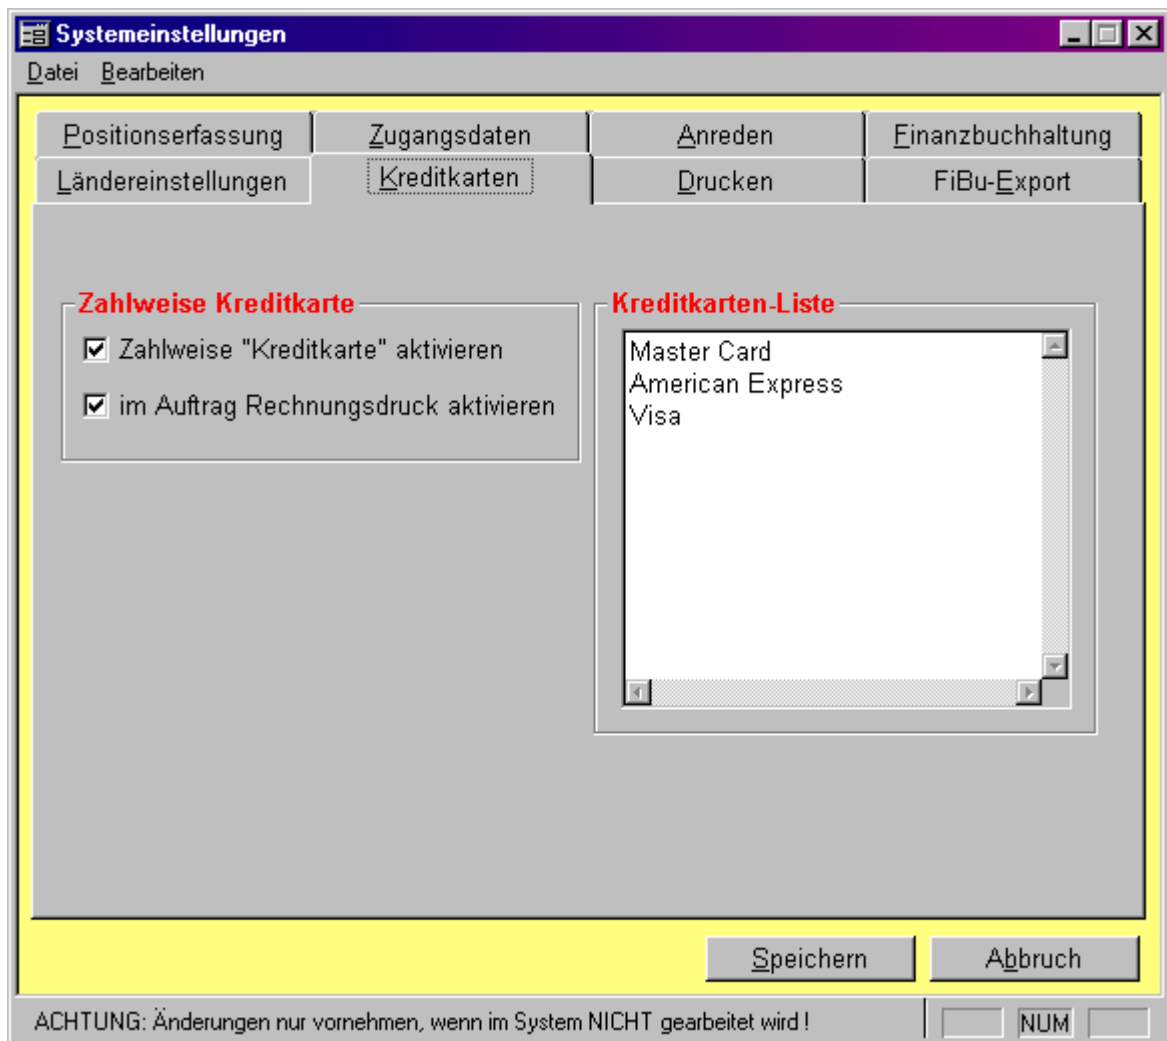 Systemeinstellungen
Datei Bearbeiten
Positionserfassung Zugangsdaten Anreden Finanzbuchhaltung
Ländereinstellungen Kreditkarten Drucken FiBu-Export
Zahlweise Kreditkarte
Zahlweise "Kreditkarte" aktivieren
im Auftrag Rechnungsdruck aktivieren
Kreditkarten-Liste
Master Card
American Express
Visa
Speichern Abbruch
ACHTUNG: Änderungen nur vornehmen, wenn im System NICHT gearbeitet wird ! NUM